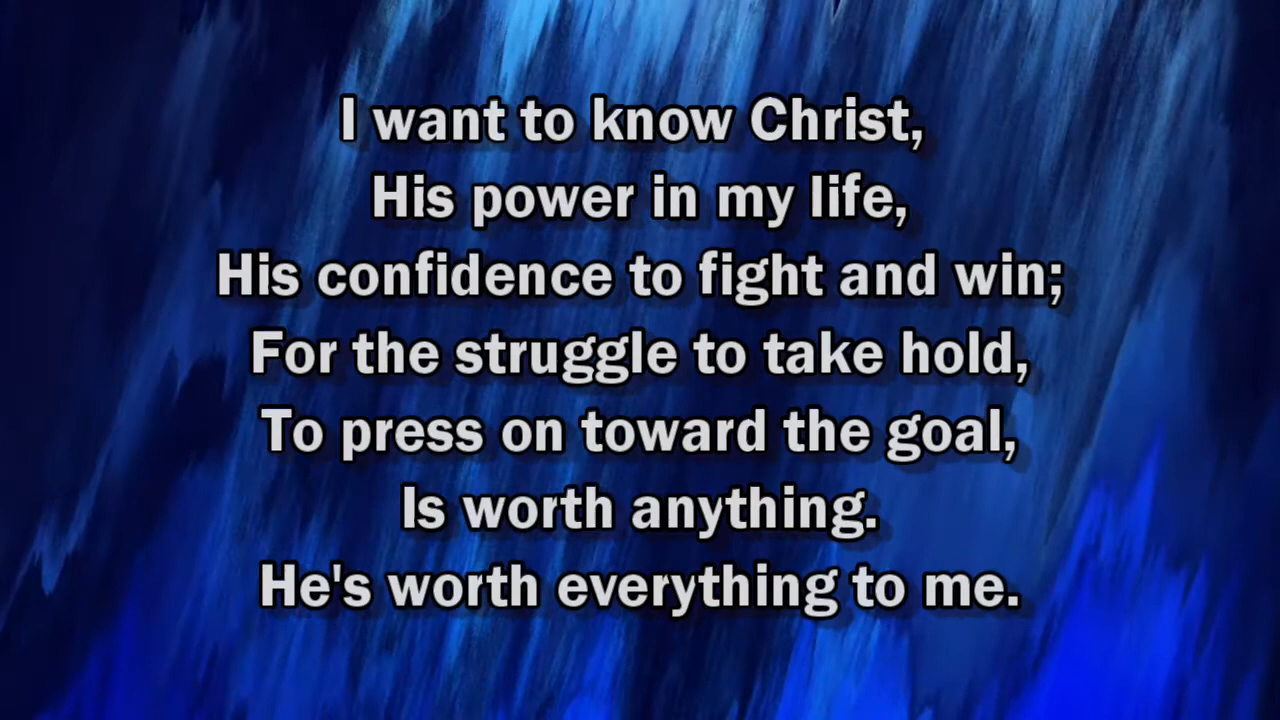 I want to know Christ,
His power in my life,
His confidence to fight and win;
For the struggle to take hold,
To press on toward the goal,
Is worth anything.
He's worth everything to me.